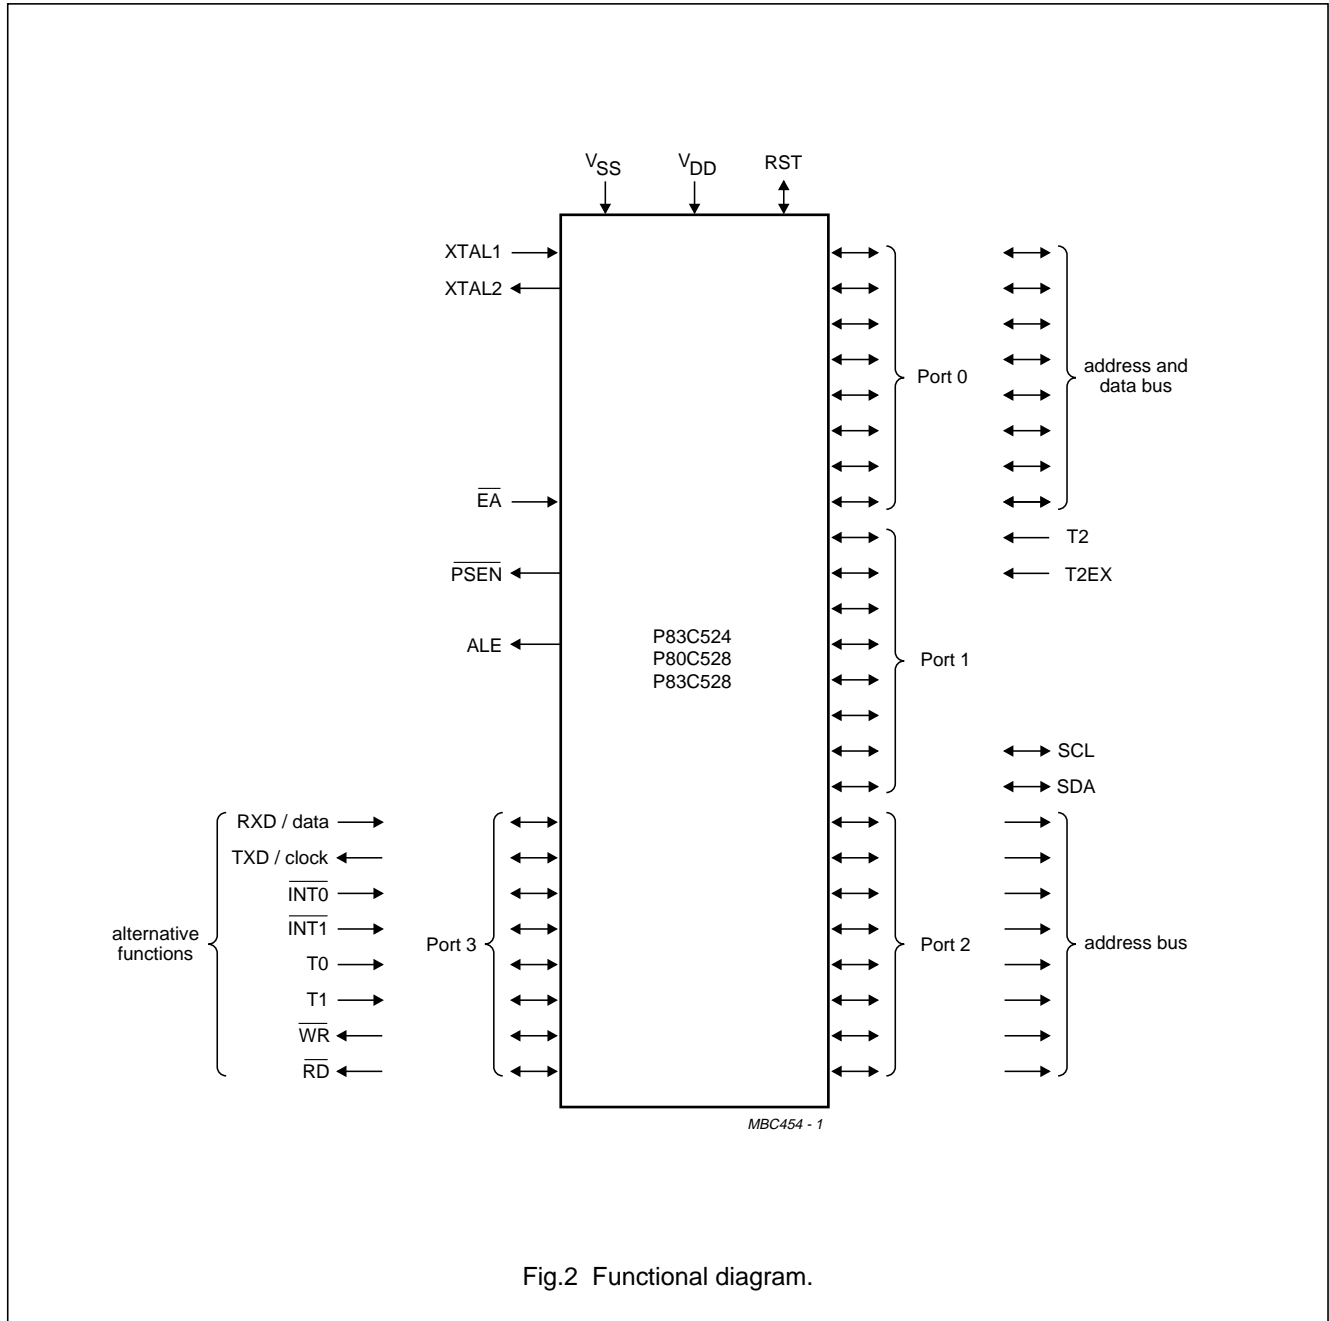 VSS
VDD
RST
XTAL1
XTAL2
EA
PSEN
ALE
P83C524
P80C528
P83C528
Port 0
address and
data bus
T2
T2EX
Port 1
SCL
SDA
alternative
functions
RXD / data
TXD / clock
INT0
INT1
T0
T1
WR
RD
Port 3
Port 2
address bus
MBC454 - 1
Fig.2 Functional diagram.